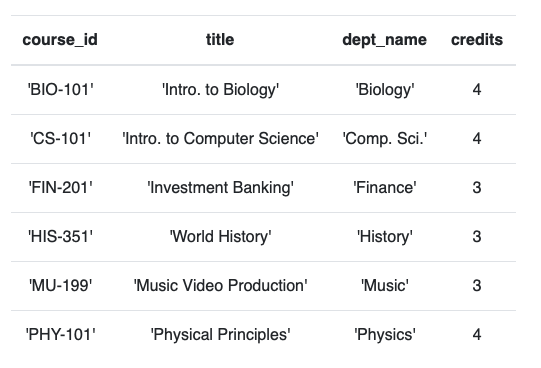 course_id title dept_name credits
'BIO-101' 'Intro. to Biology' 'Biology' 4
'CS-101' 'Intro. to Computer Science' 'Comp. Sci.' 4
'FIN-201' 'Investment Banking' 'Finance' 3
'HIS-351' 'World History' 'History' 3
'MU-199' 'Music Video Production' 'Music' 3
'PHY-101' 'Physical Principles' 'Physics' 4